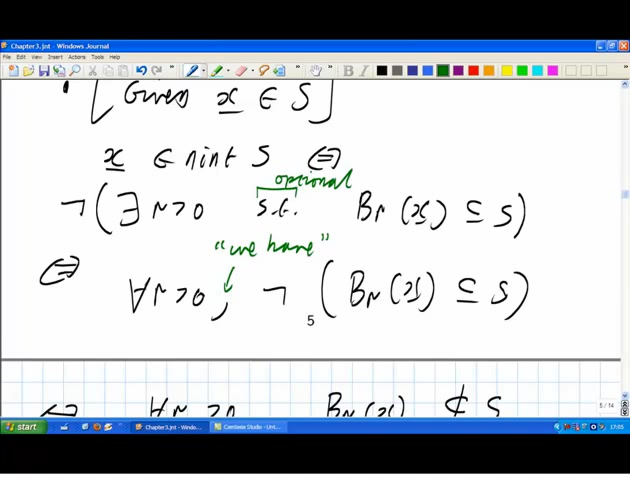 Chapter3.jnt - Windows Journal
File Edit View Insert Actions Tools Help
[Given x ∈ S]
x ∈ nint S ⇔
optional
¬(∃ r>0 s.t. Br(x) ⊆ S)
"we have"
⇔
∀r>0, ¬(Br(x) ⊆ S)
5
⇔ ∀r>0 Br(x) ⊄ S
5 / 14
start Chapter3.jnt - Windo... Camtasia Studio - Unt... 17:05